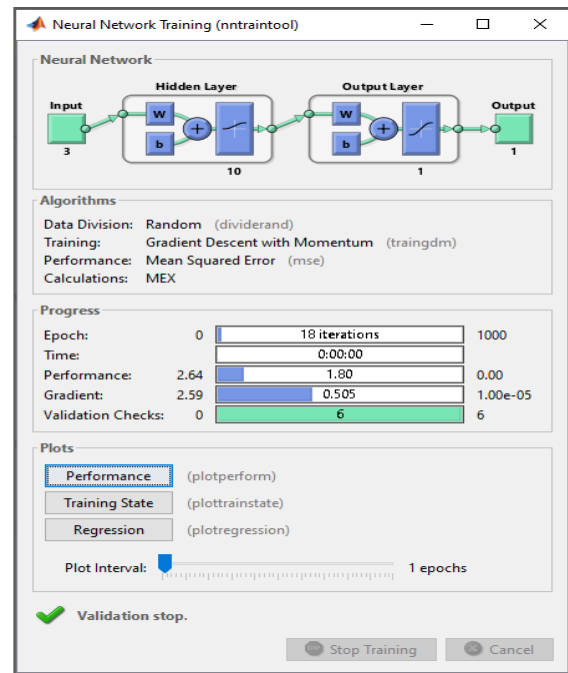 Neural Network Training (nntraintool)
Neural Network
Hidden Layer Output Layer
Input Output
W W
b b
3 10 1 1
Algorithms
Data Division: Random (dividerand)
Training: Gradient Descent with Momentum (traingdm)
Performance: Mean Squared Error (mse)
Calculations: MEX
Progress
Epoch: 0 18 iterations 1000
Time: 0:00:00
Performance: 2.64 1.80 0.00
Gradient: 2.59 0.505 1.00e-05
Validation Checks: 0 6 6
Plots
Performance (plotperform)
Training State (plottrainstate)
Regression (plotregression)
Plot Interval: 1 epochs
Validation stop.
Stop Training Cancel